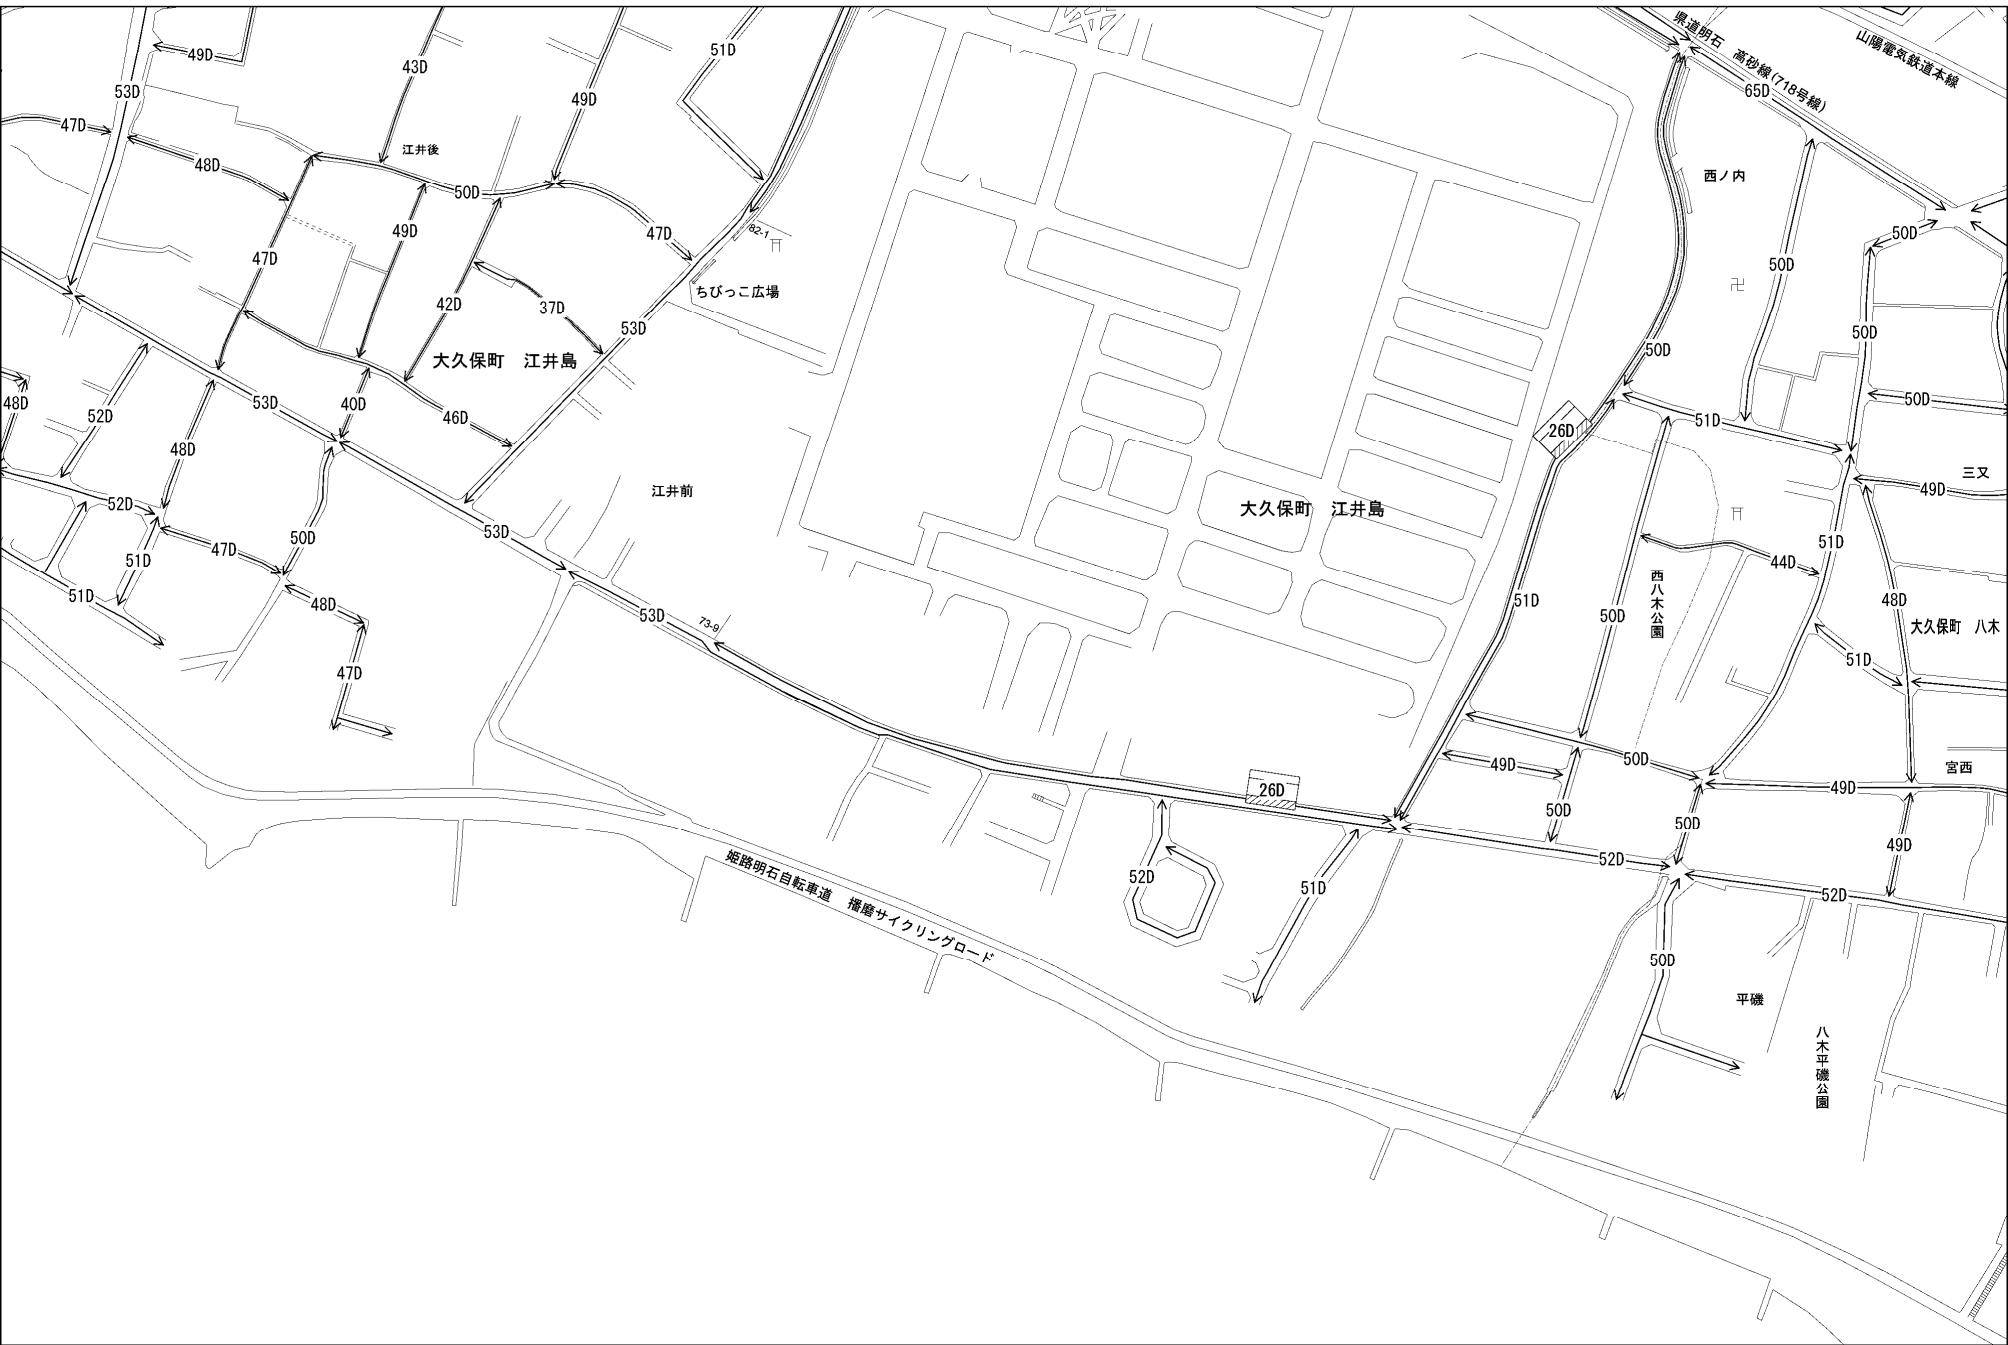 県道明石 高砂線(718号線)
山陽電気鉄道本線
51D
49D
43D
53D
65D
49D
47D
江井後
48D
50D
西ノ内
49D
47D
82-1
50D
47D
50D
ちびっこ広場
42D
37D
53D
50D
50D
大久保町 江井島
48D
52D
53D
40D
46D
50D
51D
26D
48D
三又
江井前
49D
大久保町 江井島
52D
53D
50D
51D
47D
51D
44D
51D
西八木公園
48D
51D
48D
53D
73-9
50D
大久保町 八木
51D
47D
50D
49D
宮西
26D
49D
50D
50D
49D
52D
姫路明石自転車道 播磨サイクリングロード
52D
51D
52D
50D
平磯
八木平磯公園